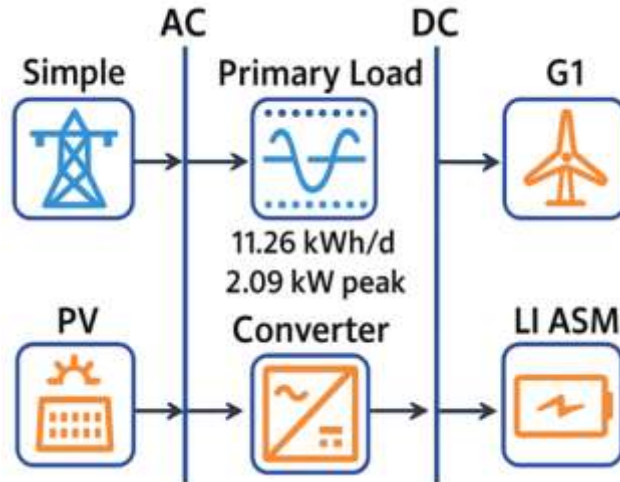 AC
DC
Simple
Primary Load
G1
11.26 kWh/d
2.09 kW peak
PV
Converter
LI ASM